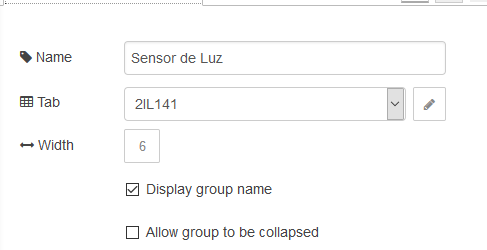 Name
Sensor de Luz
Tab
2IL141
Width
6
Display group name
Allow group to be collapsed